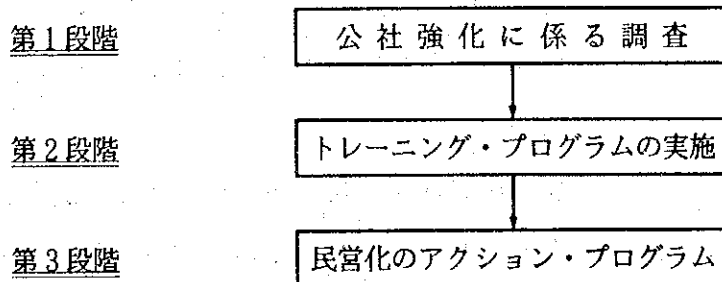 第1段階
公社強化に係る調査
第2段階
トレーニング・プログラムの実施
第3段階
民営化のアクション・プログラム